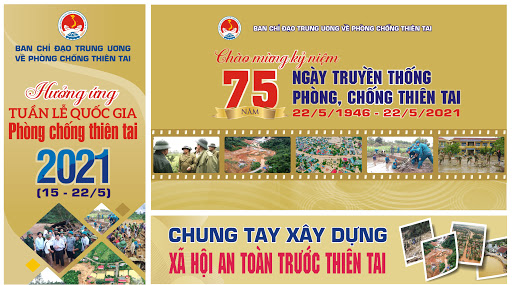 BAN CHỈ ĐẠO TRUNG ƯƠNG
VỀ PHÒNG CHỐNG THIÊN TAI
Hưởng ứng
TUẦN LỄ QUỐC GIA
Phòng chống thiên tai
2021
(15 - 22/5)
BAN CHỈ ĐẠO TRUNG ƯƠNG VỀ PHÒNG CHỐNG THIÊN TAI
Chào mừng kỷ niệm
75
NĂM
NGÀY TRUYỀN THỐNG
PHÒNG, CHỐNG THIÊN TAI
22/5/1946 - 22/5/2021
CHUNG TAY XÂY DỰNG
XÃ HỘI AN TOÀN TRƯỚC THIÊN TAI